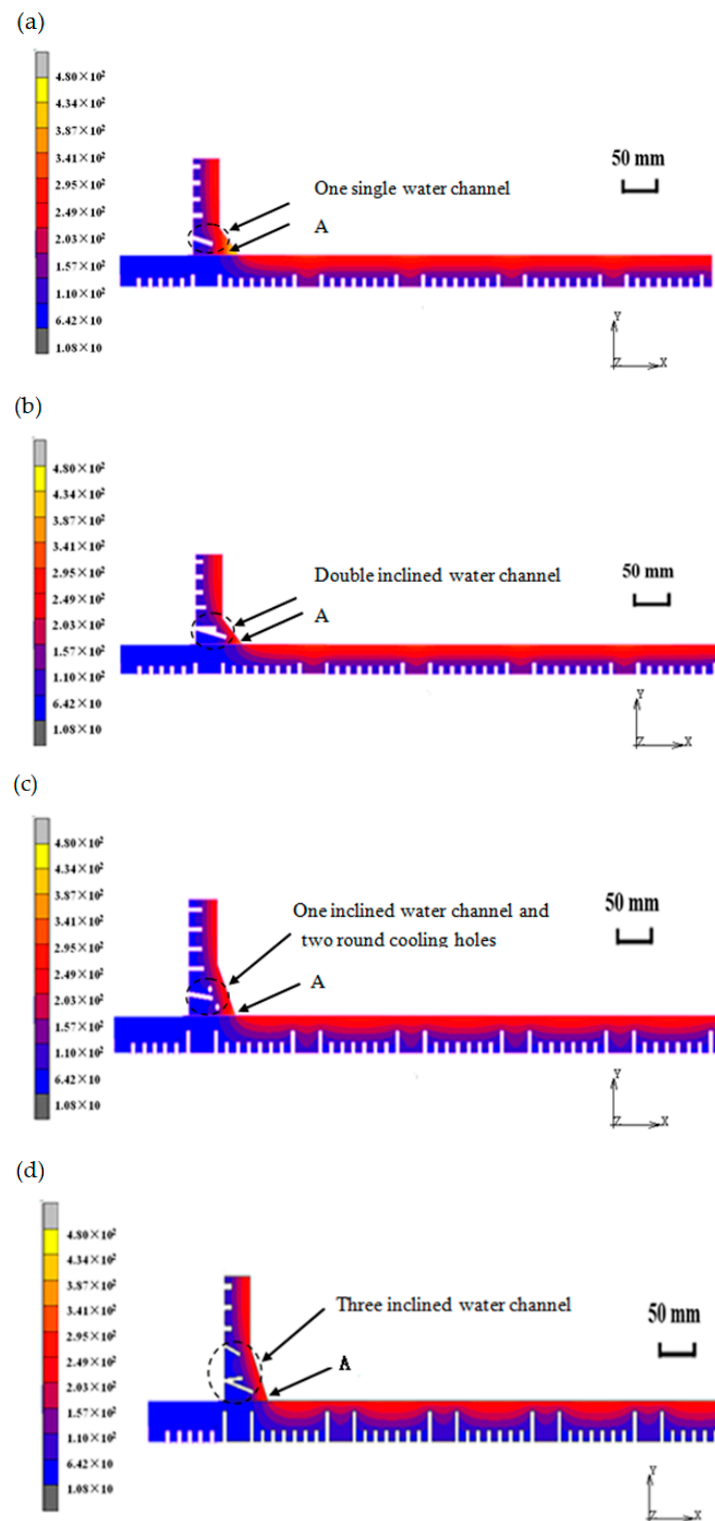 (a)
4.80×10²
4.34×10²
3.87×10²
3.41×10²
2.95×10²
2.49×10²
2.03×10²
1.57×10²
1.10×10²
6.42×10
1.08×10
50 mm
One single water channel
A
Y
Z
X
(b)
4.80×10²
4.34×10²
3.87×10²
3.41×10²
2.95×10²
2.49×10²
2.03×10²
1.57×10²
1.10×10²
6.42×10
1.08×10
50 mm
Double inclined water channel
A
Y
Z
X
(c)
4.80×10²
4.34×10²
3.87×10²
3.41×10²
2.95×10²
2.49×10²
2.03×10²
1.57×10²
1.10×10²
6.42×10
1.08×10
50 mm
One inclined water channel and
two round cooling holes
A
Y
Z
X
(d)
4.80×10²
4.34×10²
3.87×10²
3.41×10²
2.95×10²
2.49×10²
2.03×10²
1.57×10²
1.10×10²
6.42×10
1.08×10
50 mm
Three inclined water channel
A
Y
Z
X